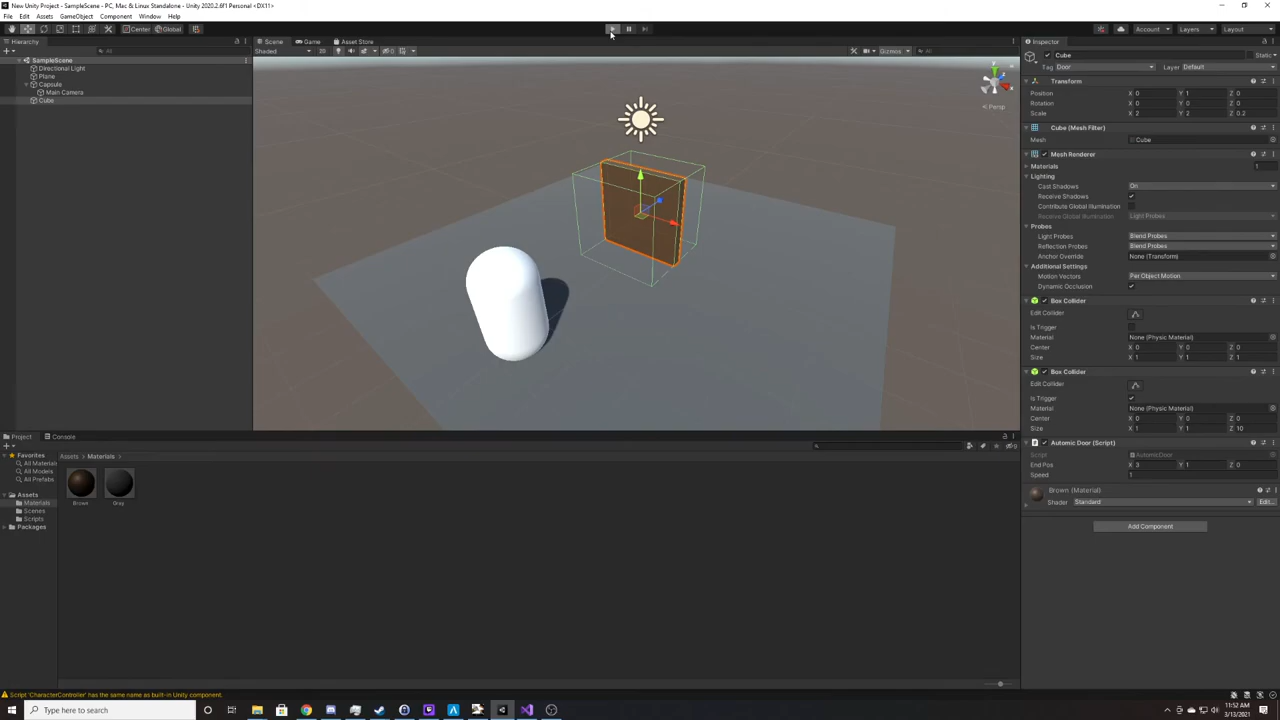 New Unity Project - SampleScene - PC, Mac & Linux Standalone - Unity 2020.2.6f1 Personal <DX11>
File Edit Assets GameObject Component Window Help
Center Global Account Layers Layout
Hierarchy
All
SampleScene
Directional Light
Plane
Capsule
Main Camera
Cube
Scene Game Asset Store
Shaded 2D 0 Gizmos All
y
x
Persp
Inspector
Cube Static
Tag Door Layer Default
Transform
Position X 0 Y 1 Z 0
Rotation X 0 Y 0 Z 0
Scale X 2 Y 2 Z 0.2
Cube (Mesh Filter)
Mesh Cube
Mesh Renderer
Materials 1
Lighting
Cast Shadows On
Receive Shadows
Contribute Global Illumination
Receive Global Illumination Light Probes
Probes
Light Probes Blend Probes
Reflection Probes Blend Probes
Anchor Override None (Transform)
Additional Settings
Motion Vectors Per Object Motion
Dynamic Occlusion
Box Collider
Edit Collider
Is Trigger
Material None (Physic Material)
Center X 0 Y 0 Z 0
Size X 1 Y 1 Z 1
Box Collider
Edit Collider
Is Trigger
Material None (Physic Material)
Center X 0 Y 0 Z 0
Size X 1 Y 1 Z 10
Automic Door (Script)
Script AutomicDoor
End Pos X 3 Y 1 Z 0
Speed 1
Brown (Material)
Shader Standard Edit...
Add Component
Project Console
Favorites
All Materials
All Models
All Prefabs
Assets
Materials
Scenes
Scripts
Packages
Assets > Materials >
Brown Gray
Script 'CharacterController' has the same name as built-in Unity component.
Type here to search
11:52 AM
3/13/2021